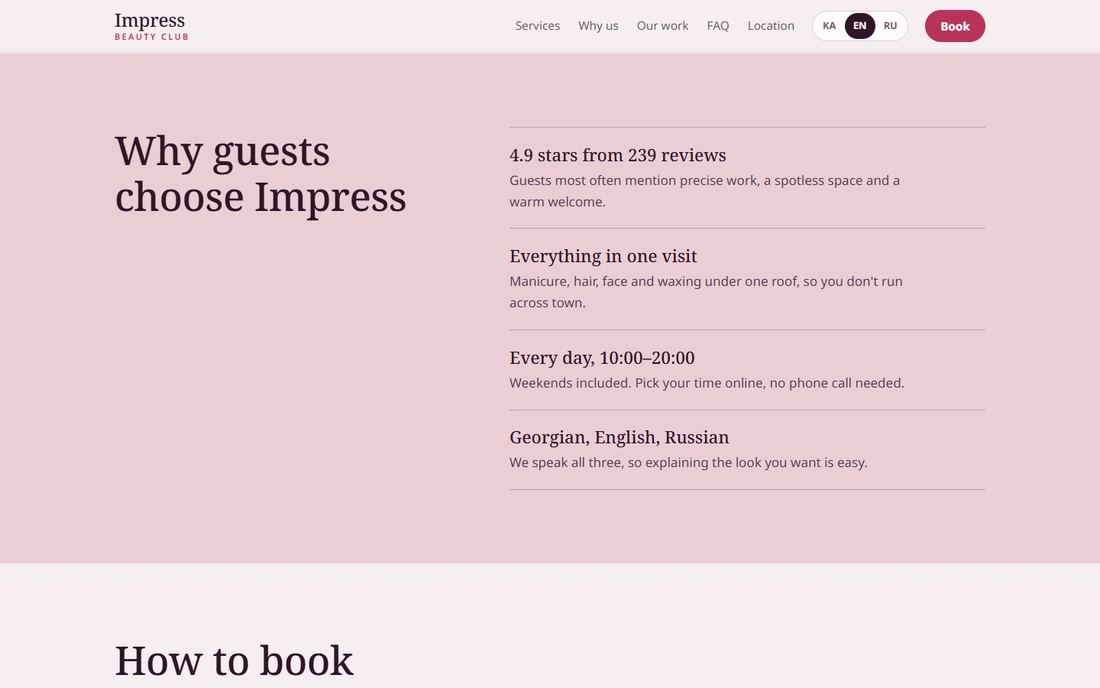 Impress
BEAUTY CLUB
Services Why us Our work FAQ Location KA EN RU Book
Why guests
choose Impress
4.9 stars from 239 reviews
Guests most often mention precise work, a spotless space and a
warm welcome.
Everything in one visit
Manicure, hair, face and waxing under one roof, so you don't run
across town.
Every day, 10:00–20:00
Weekends included. Pick your time online, no phone call needed.
Georgian, English, Russian
We speak all three, so explaining the look you want is easy.
How to book